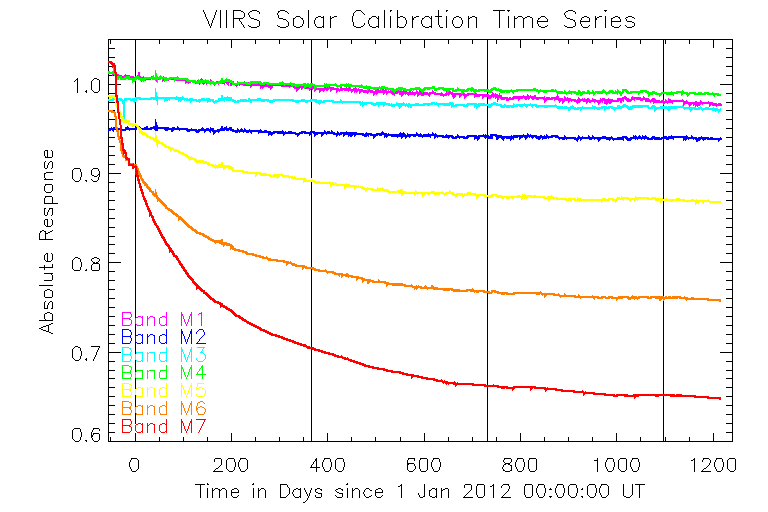 VIIRS Solar Calibration Time Series
Absolute Response
1.0
0.9
0.8
0.7
0.6
Band M1
Band M2
Band M3
Band M4
Band M5
Band M6
Band M7
0 200 400 600 800 1000 1200
Time in Days since 1 Jan 2012 00:00:00 UT